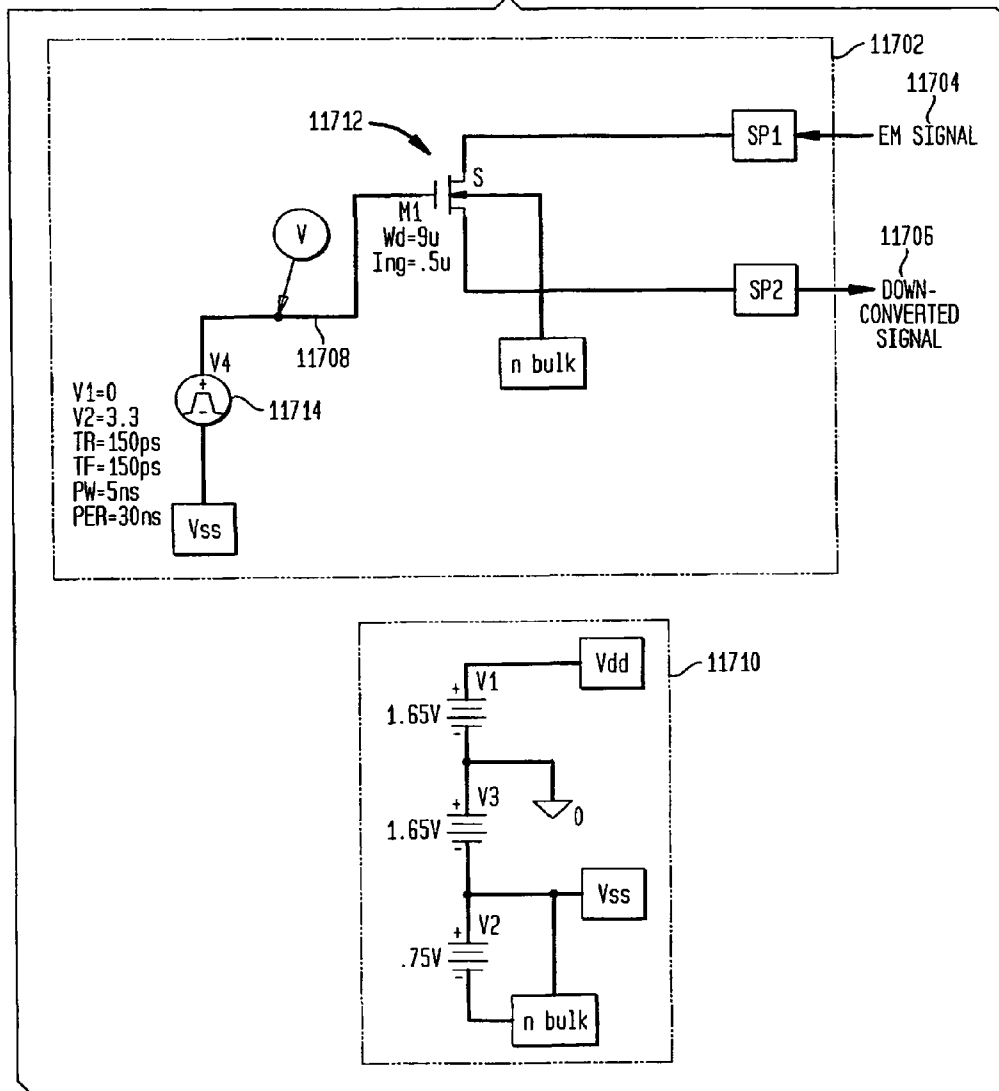 11702
11704
EM SIGNAL
SP1
11712
S
M1
Wd=9u
Ing=.5u
V
11706
DOWN-
CONVERTED
SIGNAL
SP2
n bulk
11708
V4
+
-
11714
V1=0
V2=3.3
TR=150ps
TF=150ps
PW=5ns
PER=30ns
Vss
Vdd
11710
+ V1
1.65V
-
0
+ V3
1.65V
-
Vss
+ V2
.75V
-
n bulk